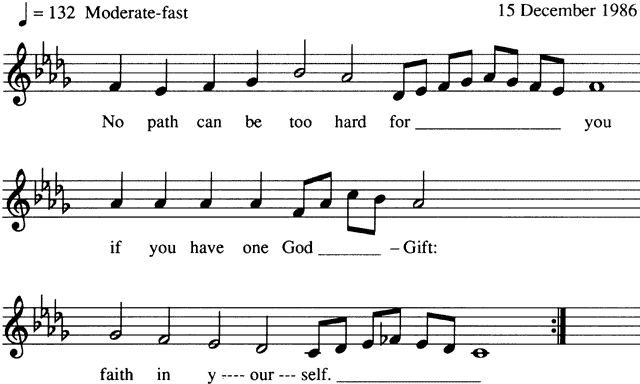 ♩ = 132 Moderate-fast 15 December 1986
No path can be too hard for _______________ you
if you have one God _______ – Gift:
faith in y ---- our --- self. _______________